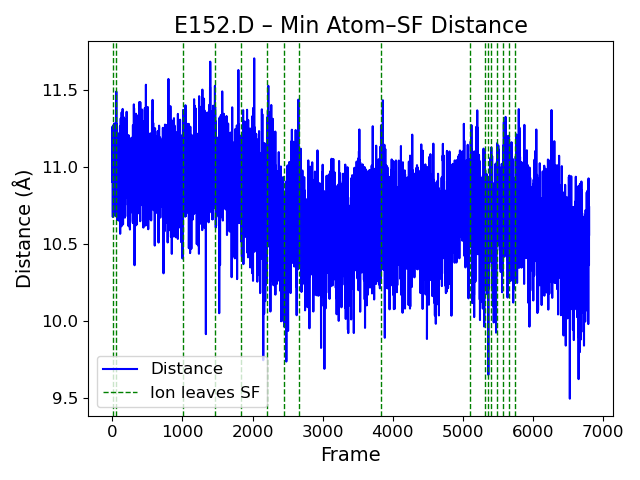 E152.D – Min Atom–SF Distance
Distance (Å)
11.5
11.0
10.5
10.0
9.5
Distance
Ion leaves SF
0 1000 2000 3000 4000 5000 6000 7000
Frame